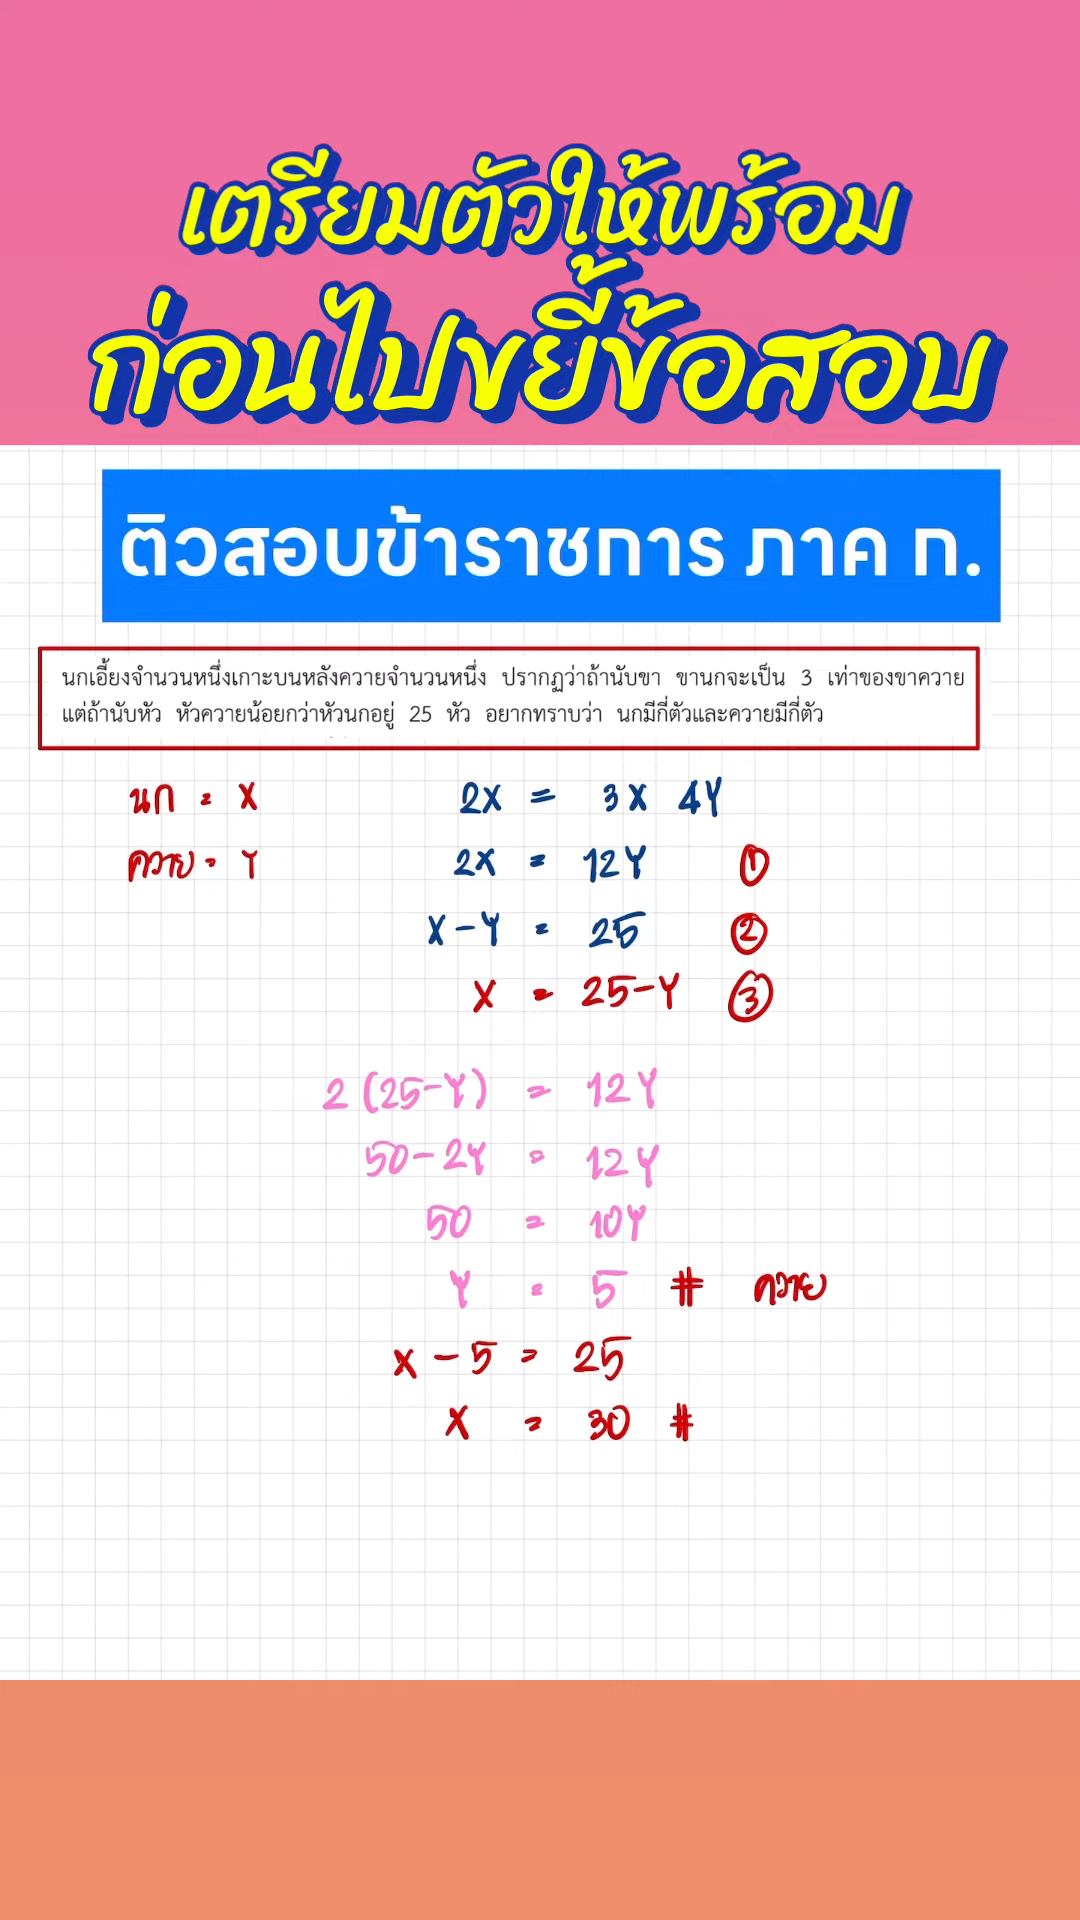 เตรียมตัวให้พร้อม
ก่อนไปขยี้ข้อสอบ
ติวสอบข้าราชการ ภาค ก.
นกเอี้ยงจำนวนหนึ่งเกาะบนหลังควายจำนวนหนึ่ง ปรากฏว่าถ้านับขา ขานกจะเป็น 3 เท่าของขาควาย
แต่ถ้านับหัว หัวควายน้อยกว่าหัวนกอยู่ 25 หัว อยากทราบว่า นกมีกี่ตัวและควายมีกี่ตัว
นก = X
ควาย = Y
2X = 3 X 4Y
2X = 12Y ①
X - Y = 25 ②
X = 25 - Y ③
2 (25 - Y) = 12Y
50 - 2Y = 12Y
50 = 10Y
Y = 5 # ควาย
X - 5 = 25
X = 30 #